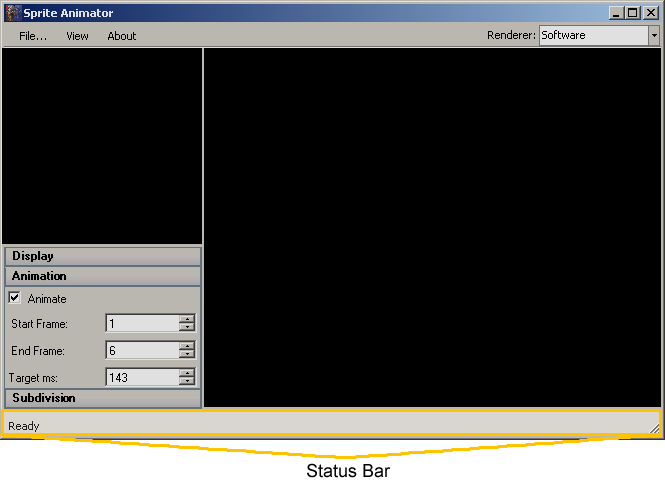 Sprite Animator
File... View About Renderer: Software
Display
Animation
Animate
Start Frame: 1
End Frame: 6
Target ms: 143
Subdivision
Ready
Status Bar